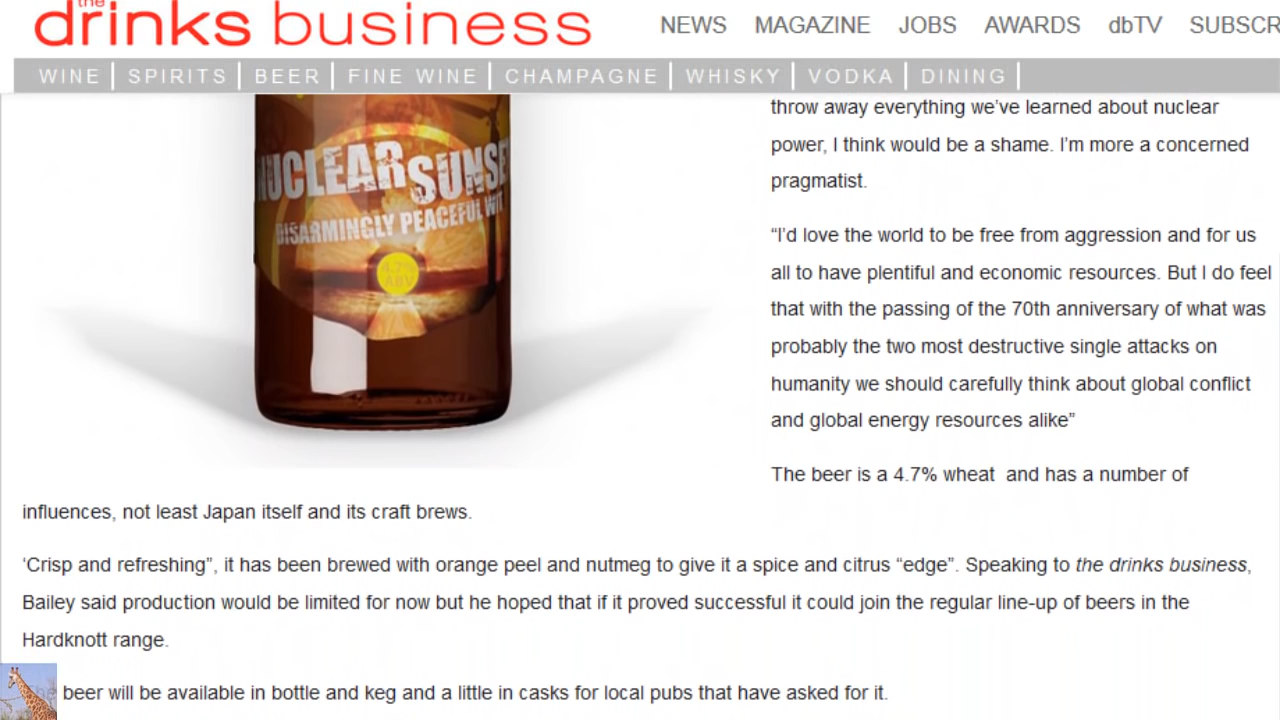 the
drinks business
NEWS MAGAZINE JOBS AWARDS dbTV SUBSCR
WINE SPIRITS BEER FINE WINE CHAMPAGNE WHISKY VODKA DINING
NUCLEAR SUNSE
DISARMINGLY PEACEFUL WIT
4.7%
ABV
throw away everything we’ve learned about nuclear
power, I think would be a shame. I’m more a concerned
pragmatist.
“I’d love the world to be free from aggression and for us
all to have plentiful and economic resources. But I do feel
that with the passing of the 70th anniversary of what was
probably the two most destructive single attacks on
humanity we should carefully think about global conflict
and global energy resources alike”
The beer is a 4.7% wheat  and has a number of
influences, not least Japan itself and its craft brews.
‘Crisp and refreshing”, it has been brewed with orange peel and nutmeg to give it a spice and citrus “edge”. Speaking to the drinks business,
Bailey said production would be limited for now but he hoped that if it proved successful it could join the regular line-up of beers in the
Hardknott range.
The beer will be available in bottle and keg and a little in casks for local pubs that have asked for it.